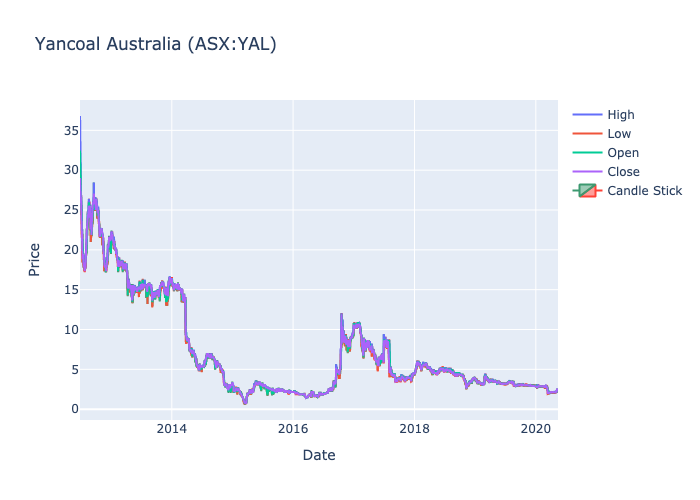 Yancoal Australia (ASX:YAL)
High
Low
Open
Close
Candle Stick
35
30
25
20
15
10
5
0
Price
2014
2016
2018
2020
Date